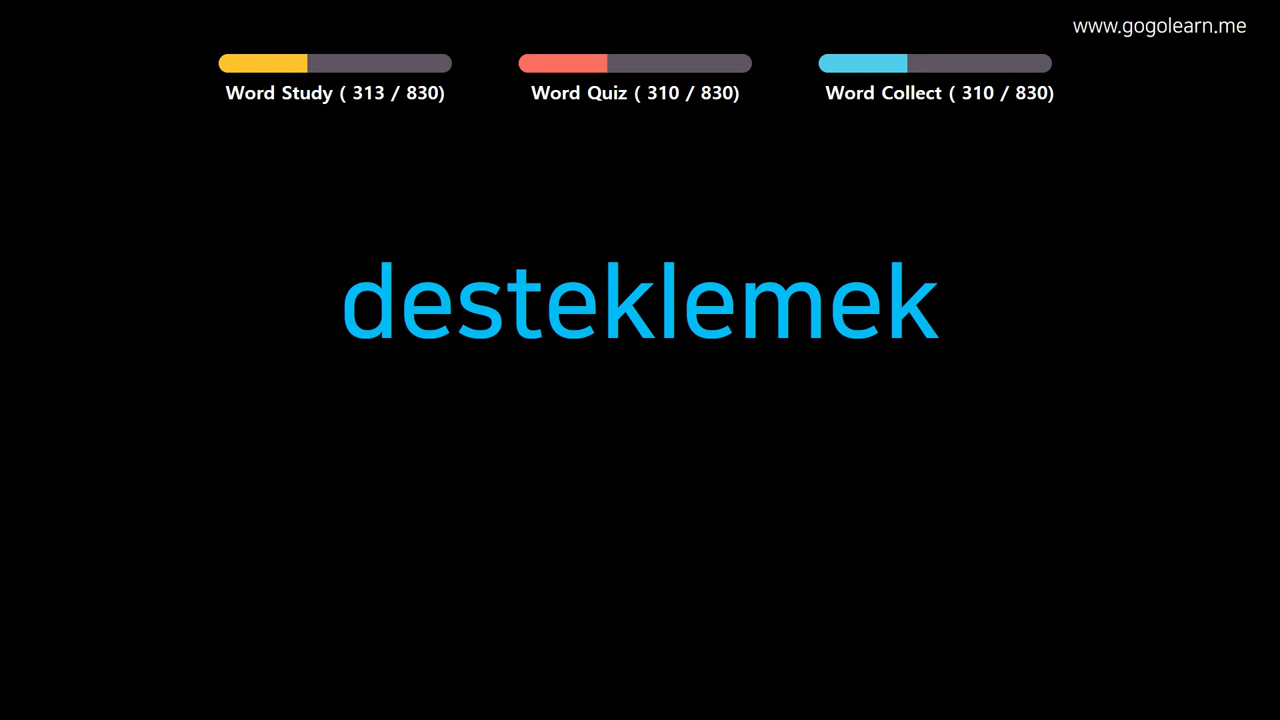 www.gogolearn.me
Word Study ( 313 / 830)
Word Quiz ( 310 / 830)
Word Collect ( 310 / 830)
desteklemek